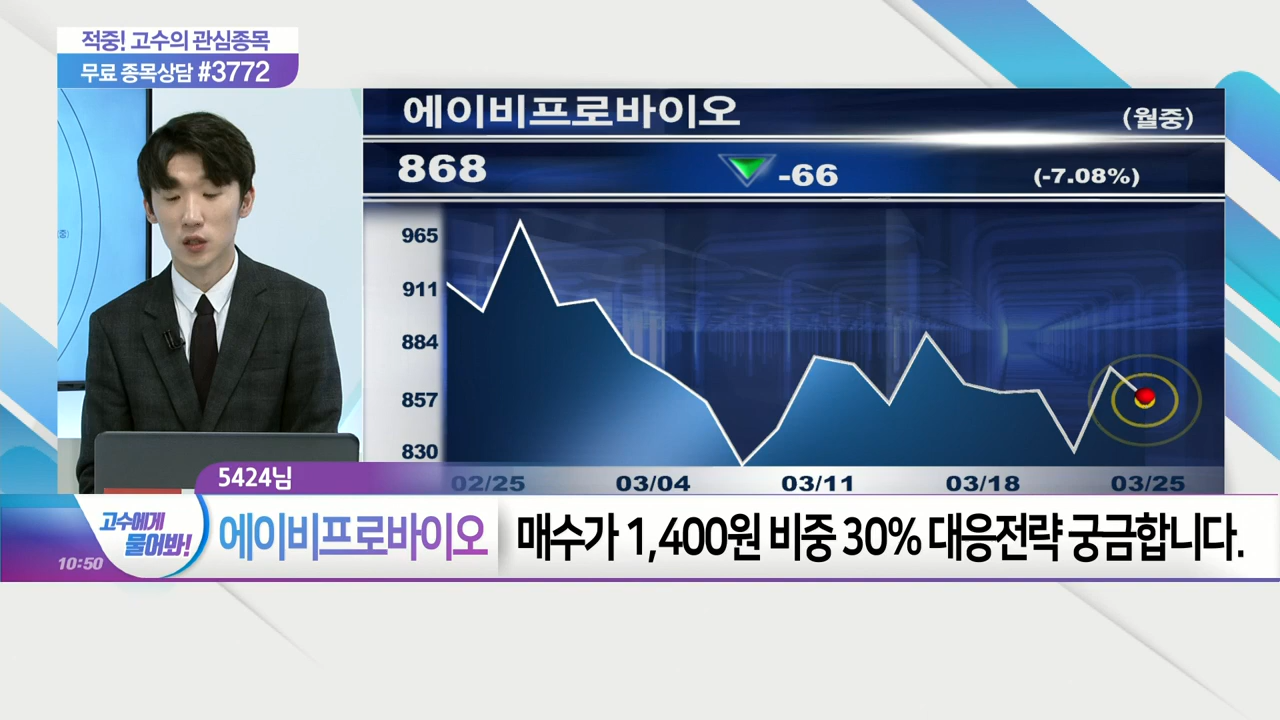 적중! 고수의 관심종목
무료 종목상담 #3772
에이비프로바이오
(월중)
868
-66
(-7.08%)
965
911
884
857
830
02/25
03/04
03/11
03/18
03/25
5424님
고수에게
물어봐!
10:50
에이비프로바이오
매수가 1,400원 비중 30% 대응전략 궁금합니다.